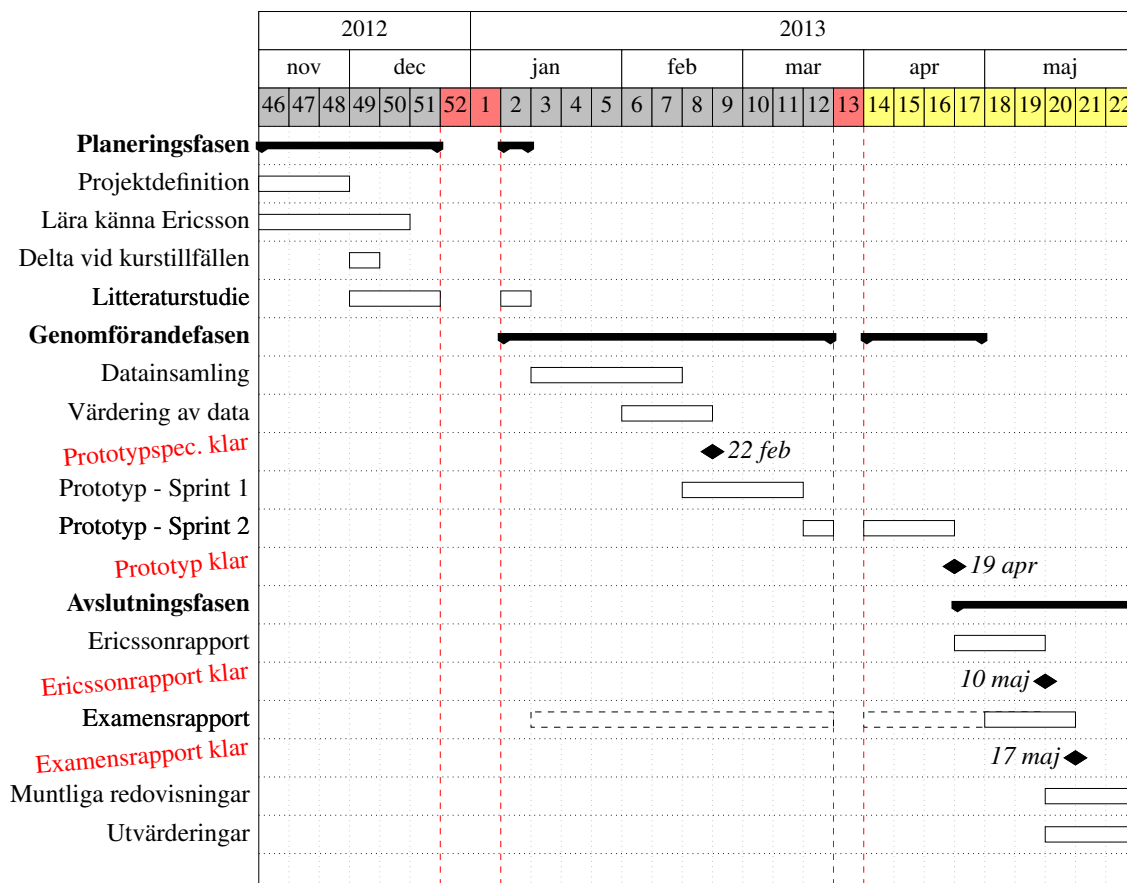 2012 2013
nov dec jan feb mar apr maj
46 47 48 49 50 51 52 1 2 3 4 5 6 7 8 9 10 11 12 13 14 15 16 17 18 19 20 21 22
Planeringsfasen
Projektdefinition
Lära känna Ericsson
Delta vid kurstillfällen
Litteraturstudie
Genomförandefasen
Datainsamling
Värdering av data
Prototypspec. klar 22 feb
Prototyp - Sprint 1
Prototyp - Sprint 2
Prototyp klar 19 apr
Avslutningsfasen
Ericssonrapport
Ericssonrapport klar 10 maj
Examensrapport
Examensrapport klar 17 maj
Muntliga redovisningar
Utvärderingar